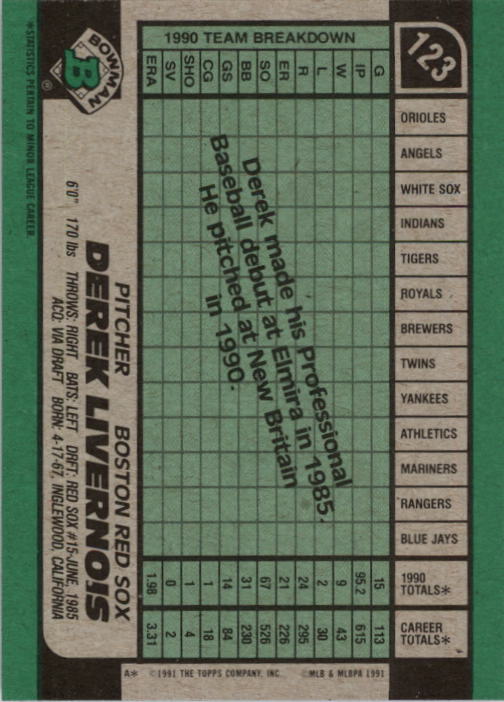 123
BOWMAN
B
®
PITCHER BOSTON RED SOX
DEREK LIVERNOIS
6'0" 170 lbs THROWS: RIGHT BATS: LEFT DRFT: RED SOX #15-JUNE, 1985
ACQ: VIA DRAFT BORN: 4-17-67, INGLEWOOD, CALIFORNIA
*STATISTICS PERTAIN TO MINOR LEAGUE CAREER.
1990 TEAM BREAKDOWN
G IP W L R ER SO BB GS CG SHO SV ERA
ORIOLES
ANGELS
WHITE SOX
INDIANS
TIGERS
ROYALS
BREWERS
TWINS
YANKEES
ATHLETICS
MARINERS
RANGERS
BLUE JAYS
1990 TOTALS* 15 95.2 9 2 24 21 67 31 14 1 1 0 1.98
CAREER TOTALS* 113 615 43 30 295 226 526 230 84 18 4 2 3.31
Derek made his Professional
Baseball debut at Elmira in 1985.
He pitched at New Britain
in 1990.
A* ©1991 THE TOPPS COMPANY, INC. ©MLB & MLBPA 1991